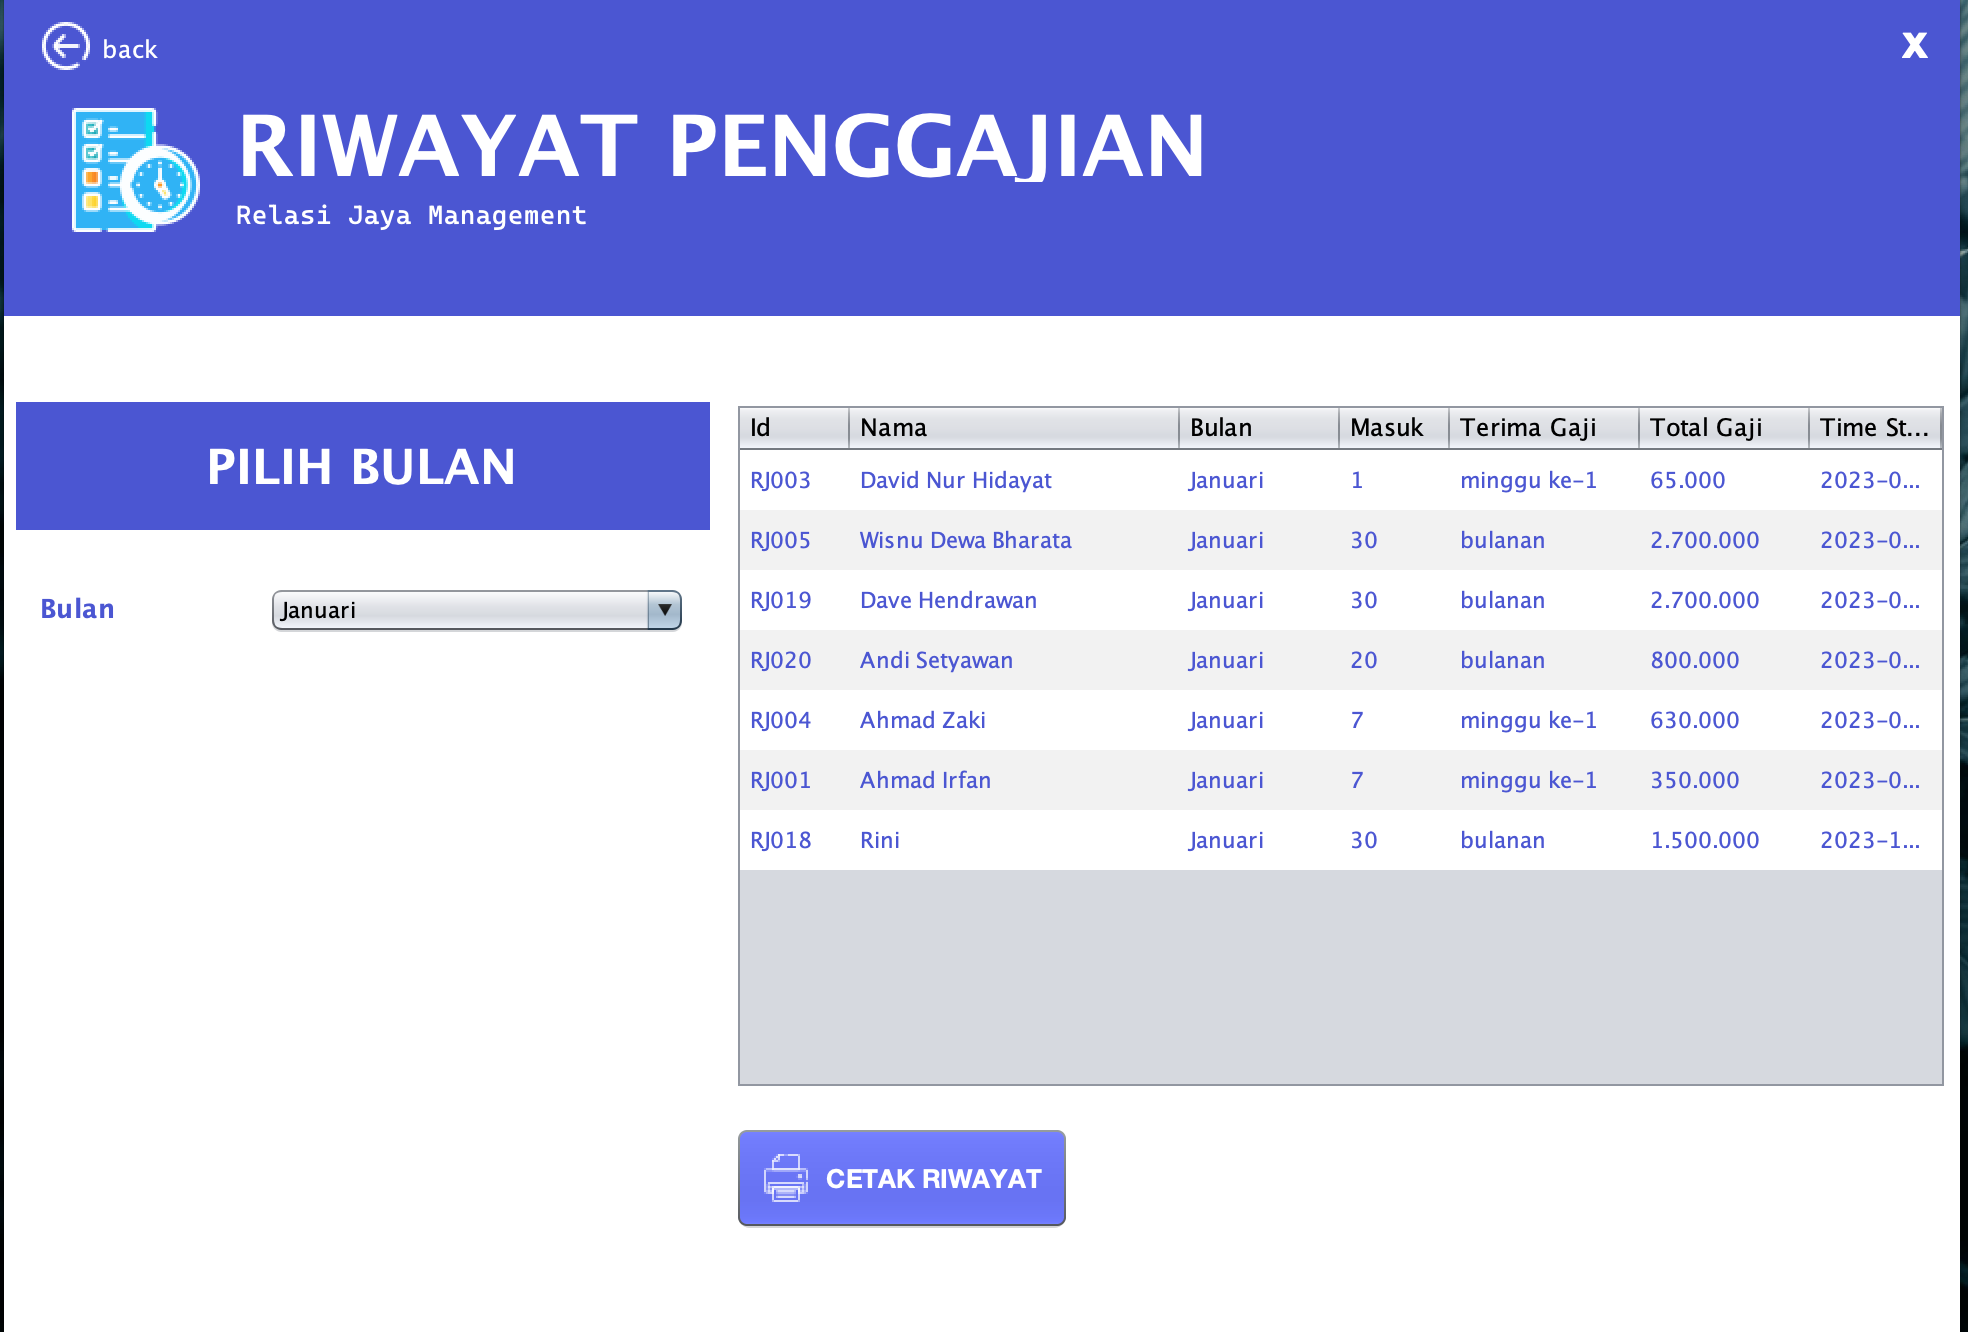 back
X
RIWAYAT PENGGAJIAN
Relasi Jaya Management
PILIH BULAN
Bulan Januari
Id Nama Bulan Masuk Terima Gaji Total Gaji Time St...
RJ003 David Nur Hidayat Januari 1 minggu ke-1 65.000 2023-0...
RJ005 Wisnu Dewa Bharata Januari 30 bulanan 2.700.000 2023-0...
RJ019 Dave Hendrawan Januari 30 bulanan 2.700.000 2023-0...
RJ020 Andi Setyawan Januari 20 bulanan 800.000 2023-0...
RJ004 Ahmad Zaki Januari 7 minggu ke-1 630.000 2023-0...
RJ001 Ahmad Irfan Januari 7 minggu ke-1 350.000 2023-0...
RJ018 Rini Januari 30 bulanan 1.500.000 2023-1...
CETAK RIWAYAT